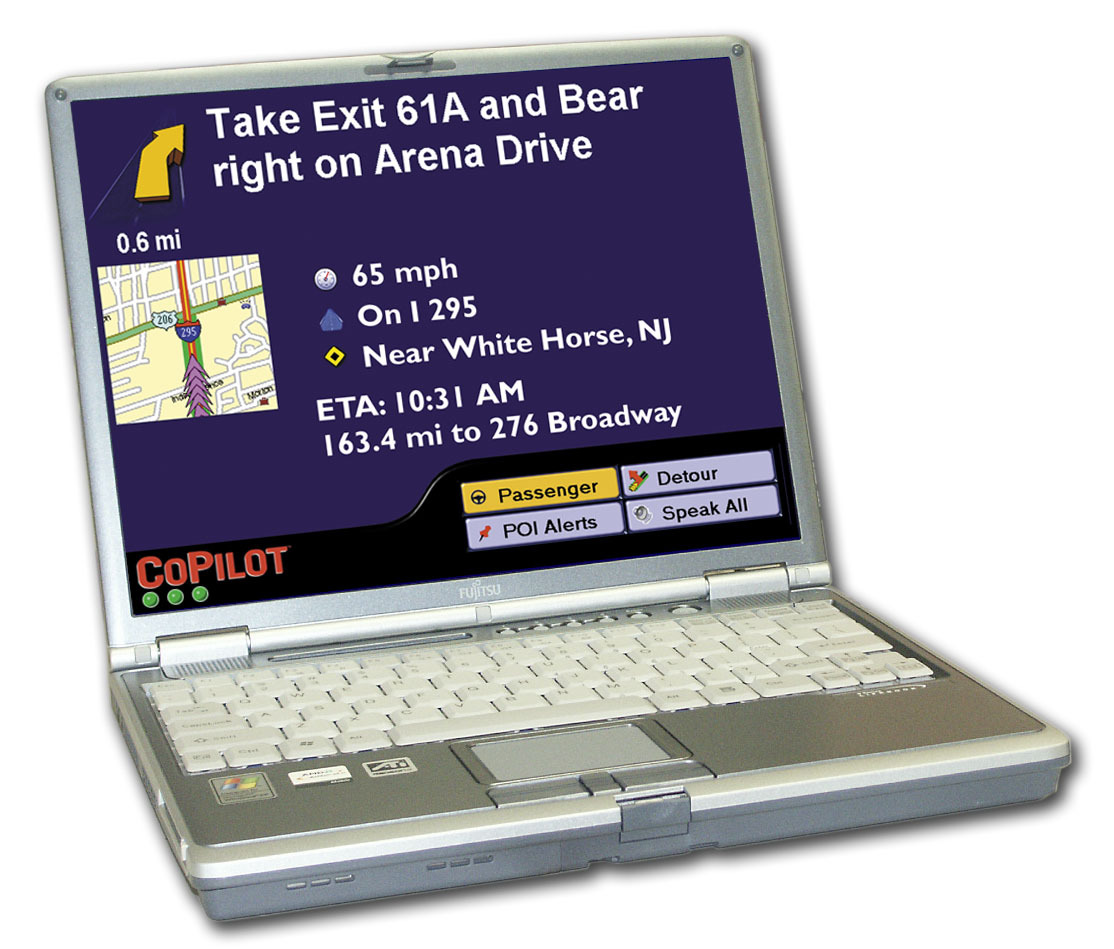 Take Exit 61A and Bear
right on Arena Drive
0.6 mi
206
295
65 mph
On I 295
Near White Horse, NJ
ETA: 10:31 AM
163.4 mi to 276 Broadway
Passenger
Detour
POI Alerts
Speak All
COPILOT
FUJITSU
ATI